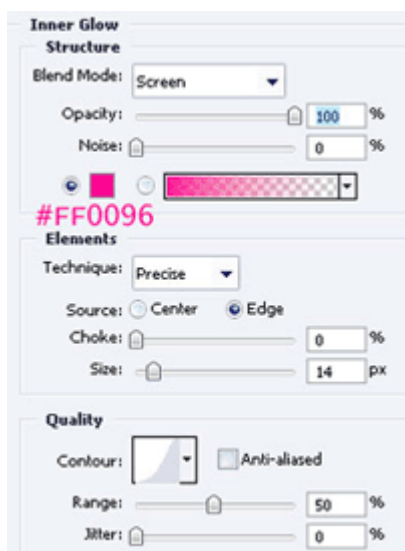 Inner Glow
Structure
Blend Mode: Screen
Opacity: 100 %
Noise: 0 %
#FF0096
Elements
Technique: Precise
Source: Center Edge
Choke: 0 %
Size: 14 px
Quality
Contour: Anti-aliased
Range: 50 %
Jitter: 0 %